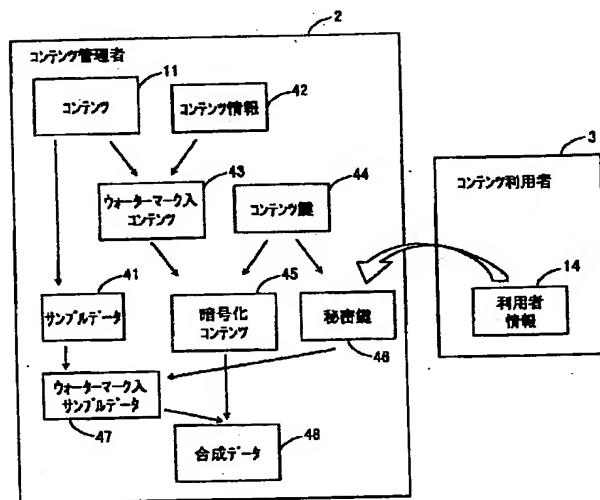 2
コンテンツ管理者
11
コンテンツ
42
コンテンツ情報
43
ウォーターマーク入
コンテンツ
44
コンテンツ鍵
3
コンテンツ利用者
14
利用者
情報
41
サンプルデータ
45
暗号化
コンテンツ
秘密鍵
46
ウォーターマーク入
サンプルデータ
47
合成データ
48